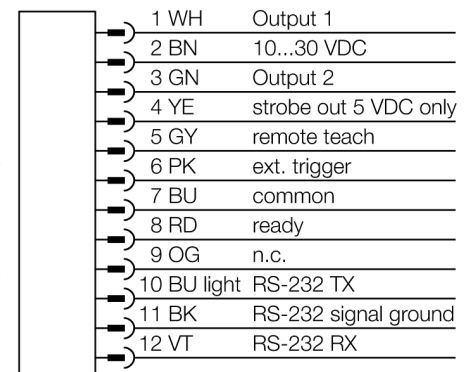 1 WH Output 1
2 BN 10...30 VDC
3 GN Output 2
4 YE strobe out 5 VDC only
5 GY remote teach
6 PK ext. trigger
7 BU common
8 RD ready
9 OG n.c.
10 BU light RS-232 TX
11 BK RS-232 signal ground
12 VT RS-232 RX